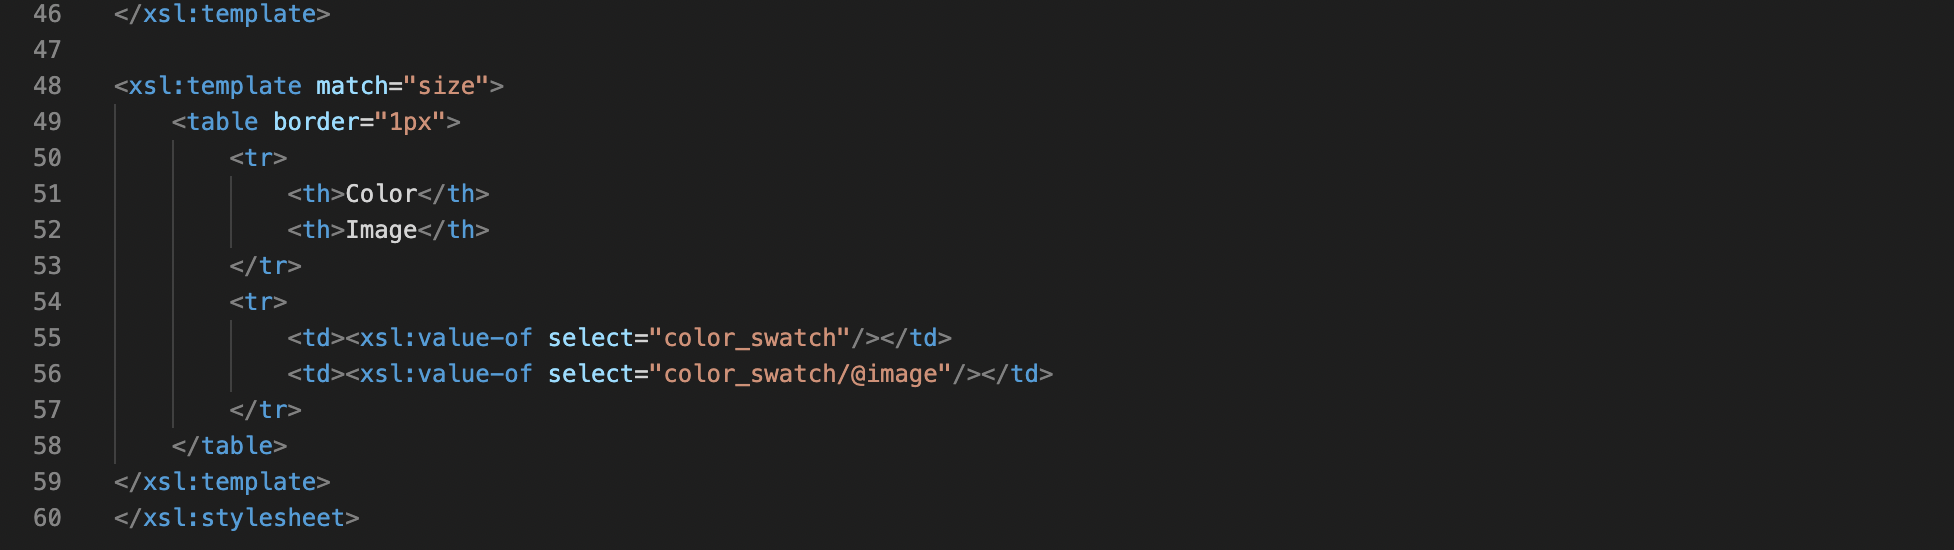 46 </xsl:template>
47
48 <xsl:template match="size">
49 <table border="1px">
50 <tr>
51 <th>Color</th>
52 <th>Image</th>
53 </tr>
54 <tr>
55 <td><xsl:value-of select="color_swatch"/></td>
56 <td><xsl:value-of select="color_swatch/@image"/></td>
57 </tr>
58 </table>
59 </xsl:template>
60 </xsl:stylesheet>